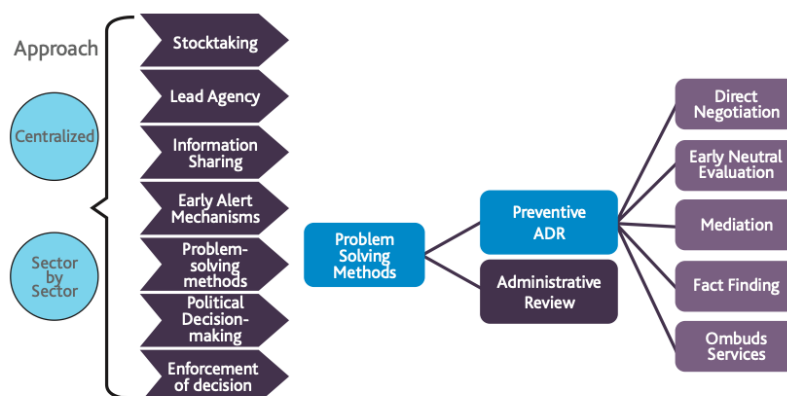 Approach
Centralized
Sector
by
Sector
Stocktaking
Lead Agency
Information
Sharing
Early Alert
Mechanisms
Problem-
solving
methods
Political
Decision-
making
Enforcement
of decision
Problem
Solving
Methods
Preventive
ADR
Administrative
Review
Direct
Negotiation
Early Neutral
Evaluation
Mediation
Fact Finding
Ombuds
Services